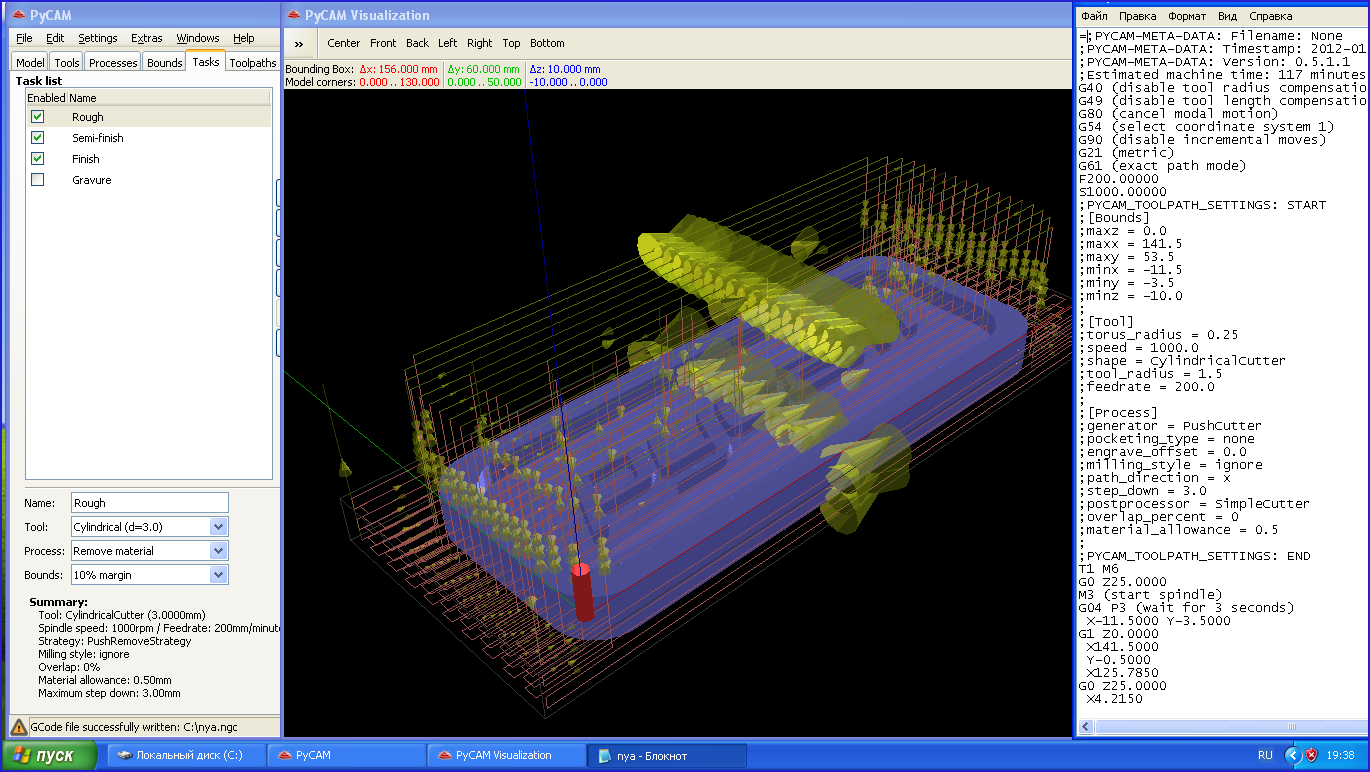 PyCAM
File Edit Settings Extras Windows Help
Model Tools Processes Bounds Tasks Toolpaths
Task list
Enabled Name
Rough
Semi-finish
Finish
Gravure
Name: Rough
Tool: Cylindrical (d=3.0)
Process: Remove material
Bounds: 10% margin
Summary:
Tool: CylindricalCutter (3.0000mm)
Spindle speed: 1000rpm / Feedrate: 200mm/minut
Strategy: PushRemoveStrategy
Milling style: ignore
Overlap: 0%
Material allowance: 0.50mm
Maximum step down: 3.00mm
GCode file successfully written: C:\nya.ngc
PyCAM Visualization
» Center Front Back Left Right Top Bottom
Bounding Box: Δx: 156.000 mm Δy: 60.000 mm Δz: 10.000 mm
Model corners: 0.000 .. 130.000 0.000 .. 50.000 -10.000 .. 0.000
Файл Правка Формат Вид Справка
=;PYCAM-META-DATA: Filename: None
;PYCAM-META-DATA: Timestamp: 2012-01
;PYCAM-META-DATA: Version: 0.5.1.1
;Estimated machine time: 117 minutes
G40 (disable tool radius compensatio
G49 (disable tool length compensatio
G80 (cancel modal motion)
G54 (select coordinate system 1)
G90 (disable incremental moves)
G21 (metric)
G61 (exact path mode)
F200.00000
S1000.00000
;PYCAM_TOOLPATH_SETTINGS: START
;[Bounds]
;maxz = 0.0
;maxx = 141.5
;maxy = 53.5
;minx = -11.5
;miny = -3.5
;minz = -10.0
;
;[Tool]
;torus_radius = 0.25
;speed = 1000.0
;shape = CylindricalCutter
;tool_radius = 1.5
;feedrate = 200.0
;
;[Process]
;generator = PushCutter
;pocketing_type = none
;engrave_offset = 0.0
;milling_style = ignore
;path_direction = x
;step_down = 3.0
;postprocessor = SimpleCutter
;overlap_percent = 0
;material_allowance = 0.5
;
;PYCAM_TOOLPATH_SETTINGS: END
T1 M6
G0 Z25.0000
M3 (start spindle)
G04 P3 (wait for 3 seconds)
X-11.5000 Y-3.5000
G1 Z0.0000
X141.5000
Y-0.5000
X125.7850
G0 Z25.0000
X4.2150
пуск Локальный диск (C:) PyCAM PyCAM Visualization nya - Блокнот RU 19:38